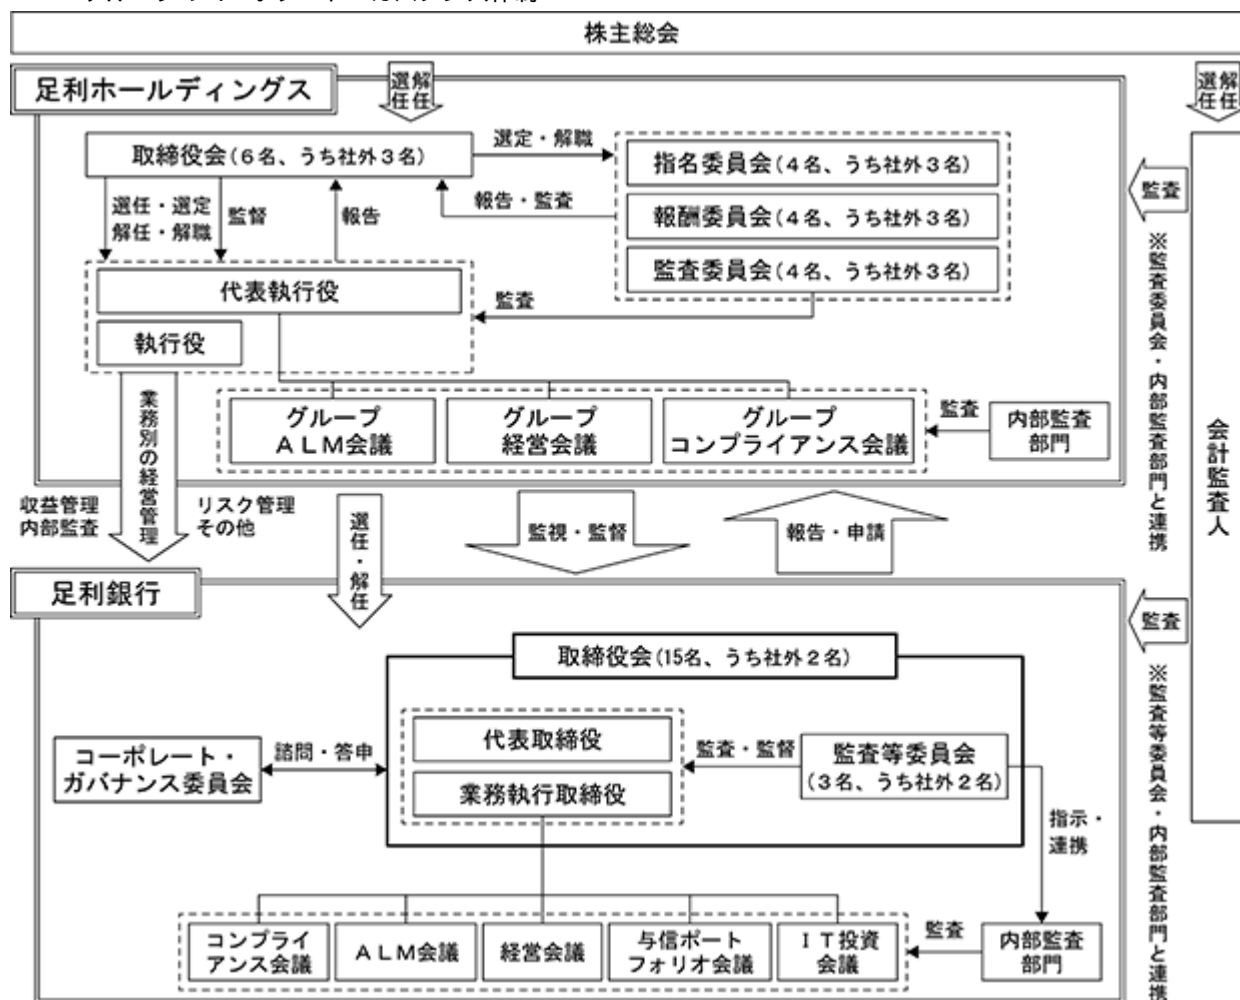 株主総会
足利ホールディングス
選解
任任
選解
任任
取締役会(6名、うち社外3名)
選定・解職
指名委員会(4名、うち社外3名)
報酬委員会(4名、うち社外3名)
監査委員会(4名、うち社外3名)
報告・監査
選任・選定
解任・解職
監督
報告
監査
代表執行役
執行役
監査
※監査委員会・内部監査部門と連携
会計監査人
グループ
ALM会議
グループ
経営会議
グループ
コンプライアンス会議
監査
内部監査
部門
業務別の経営管理
収益管理
内部監査
リスク管理
その他
選任・解任
監視・監督
報告・申請
足利銀行
監査
※監査等委員会・内部監査部門と連携
取締役会(15名、うち社外2名)
代表取締役
業務執行取締役
コーポレート・
ガバナンス委員会
諮問・答申
監査・監督
監査等委員会
(3名、うち社外2名)
指示・
連携
コンプライ
アンス会議
ALM会議
経営会議
与信ポート
フォリオ会議
IT投資
会議
監査
内部監査
部門